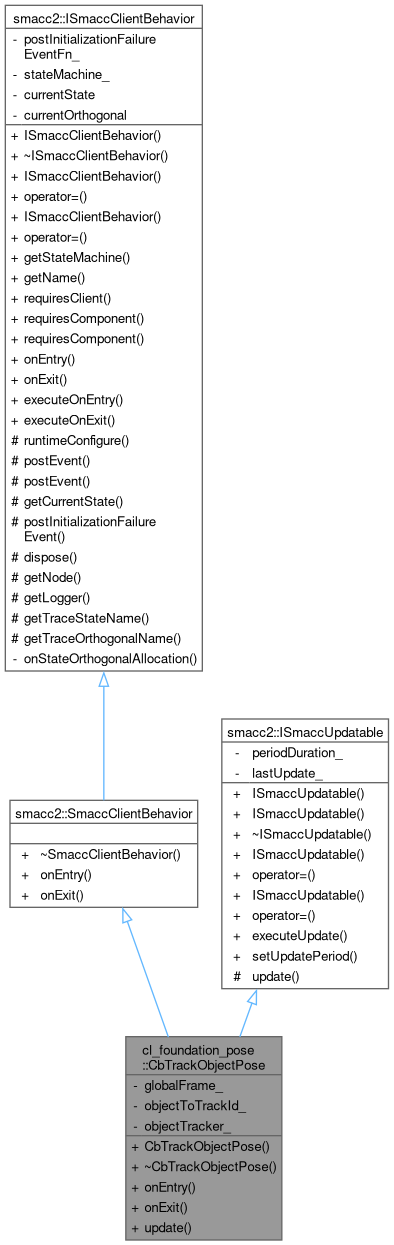 smacc2::ISmaccClientBehavior
- postInitializationFailure
EventFn_
- stateMachine_
- currentState
- currentOrthogonal
+ ISmaccClientBehavior()
+ ~ISmaccClientBehavior()
+ ISmaccClientBehavior()
+ operator=()
+ ISmaccClientBehavior()
+ operator=()
+ getStateMachine()
+ getName()
+ requiresClient()
+ requiresComponent()
+ requiresComponent()
+ onEntry()
+ onExit()
+ executeOnEntry()
+ executeOnExit()
# runtimeConfigure()
# postEvent()
# postEvent()
# getCurrentState()
# postInitializationFailure
Event()
# dispose()
# getNode()
# getLogger()
# getTraceStateName()
# getTraceOrthogonalName()
- onStateOrthogonalAllocation()
smacc2::SmaccClientBehavior
+ ~SmaccClientBehavior()
+ onEntry()
+ onExit()
smacc2::ISmaccUpdatable
- periodDuration_
- lastUpdate_
+ ISmaccUpdatable()
+ ISmaccUpdatable()
+ ~ISmaccUpdatable()
+ ISmaccUpdatable()
+ operator=()
+ ISmaccUpdatable()
+ operator=()
+ executeUpdate()
+ setUpdatePeriod()
# update()
cl_foundation_pose
::CbTrackObjectPose
- globalFrame_
- objectToTrackId_
- objectTracker_
+ CbTrackObjectPose()
+ ~CbTrackObjectPose()
+ onEntry()
+ onExit()
+ update()